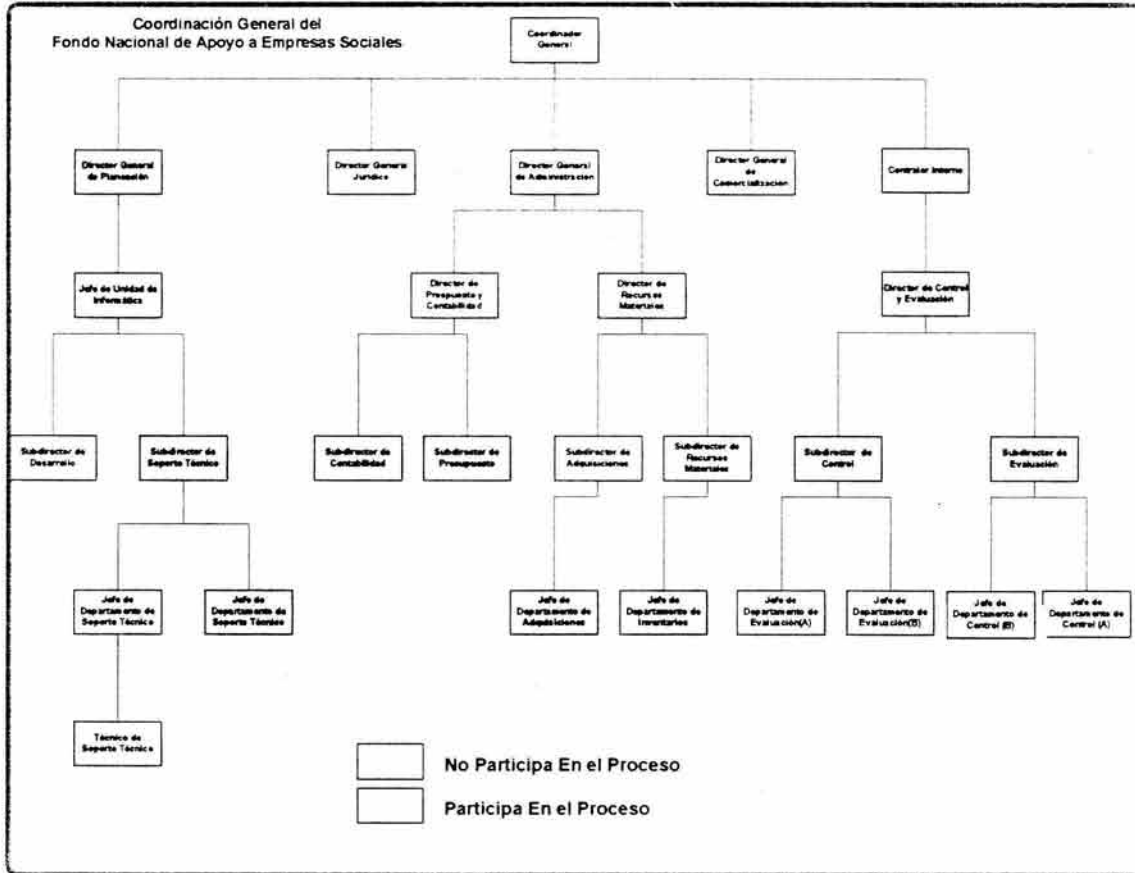 Coordinación General del
Fondo Nacional de Apoyo a Empresas Sociales
Coordinador
General
Director General
de Planeación
Director General
Jurídico
Director General
de Administración
Director General
de
Comercialización
Contralor Interno
Jefe de Unidad de
Informática
Director de
Presupuesto y
Contabilidad
Director de
Recursos
Materiales
Director de Control
y Evaluación
Subdirector de
Desarrollo
Subdirector de
Soporte Técnico
Subdirector de
Contabilidad
Subdirector de
Presupuesto
Subdirector de
Adquisiciones
Subdirector de
Recursos
Materiales
Subdirector de
Control
Subdirector de
Evaluación
Jefe de
Departamento de
Soporte Técnico
Jefe de
Departamento de
Soporte Técnico
Jefe de
Departamento de
Adquisiciones
Jefe de
Departamento de
Inventarios
Jefe de
Departamento de
Evaluación(A)
Jefe de
Departamento de
Evaluación(B)
Jefe de
Departamento de
Control (B)
Jefe de
Departamento de
Control (A)
Técnico de
Soporte Técnico
No Participa En el Proceso
Participa En el Proceso